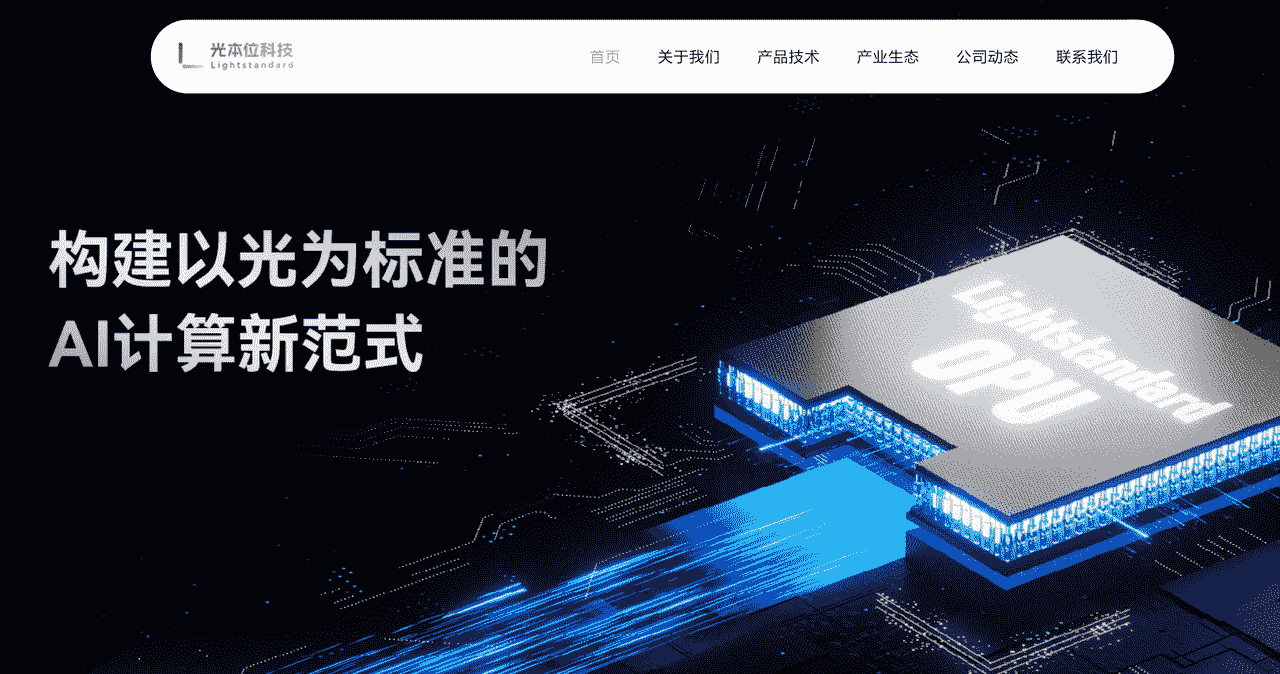 光本位科技
Lightstandard
首页 关于我们 产品技术 产业生态 公司动态 联系我们
构建以光为标准的
AI计算新范式
Lightstandard
OPU